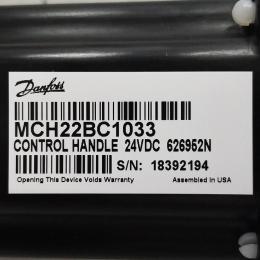 Danfoss
MCH22BC1033
CONTROL HANDLE 24VDC 626952N
S/N: 18392194
Opening This Device Voids Warranty Assembled in USA